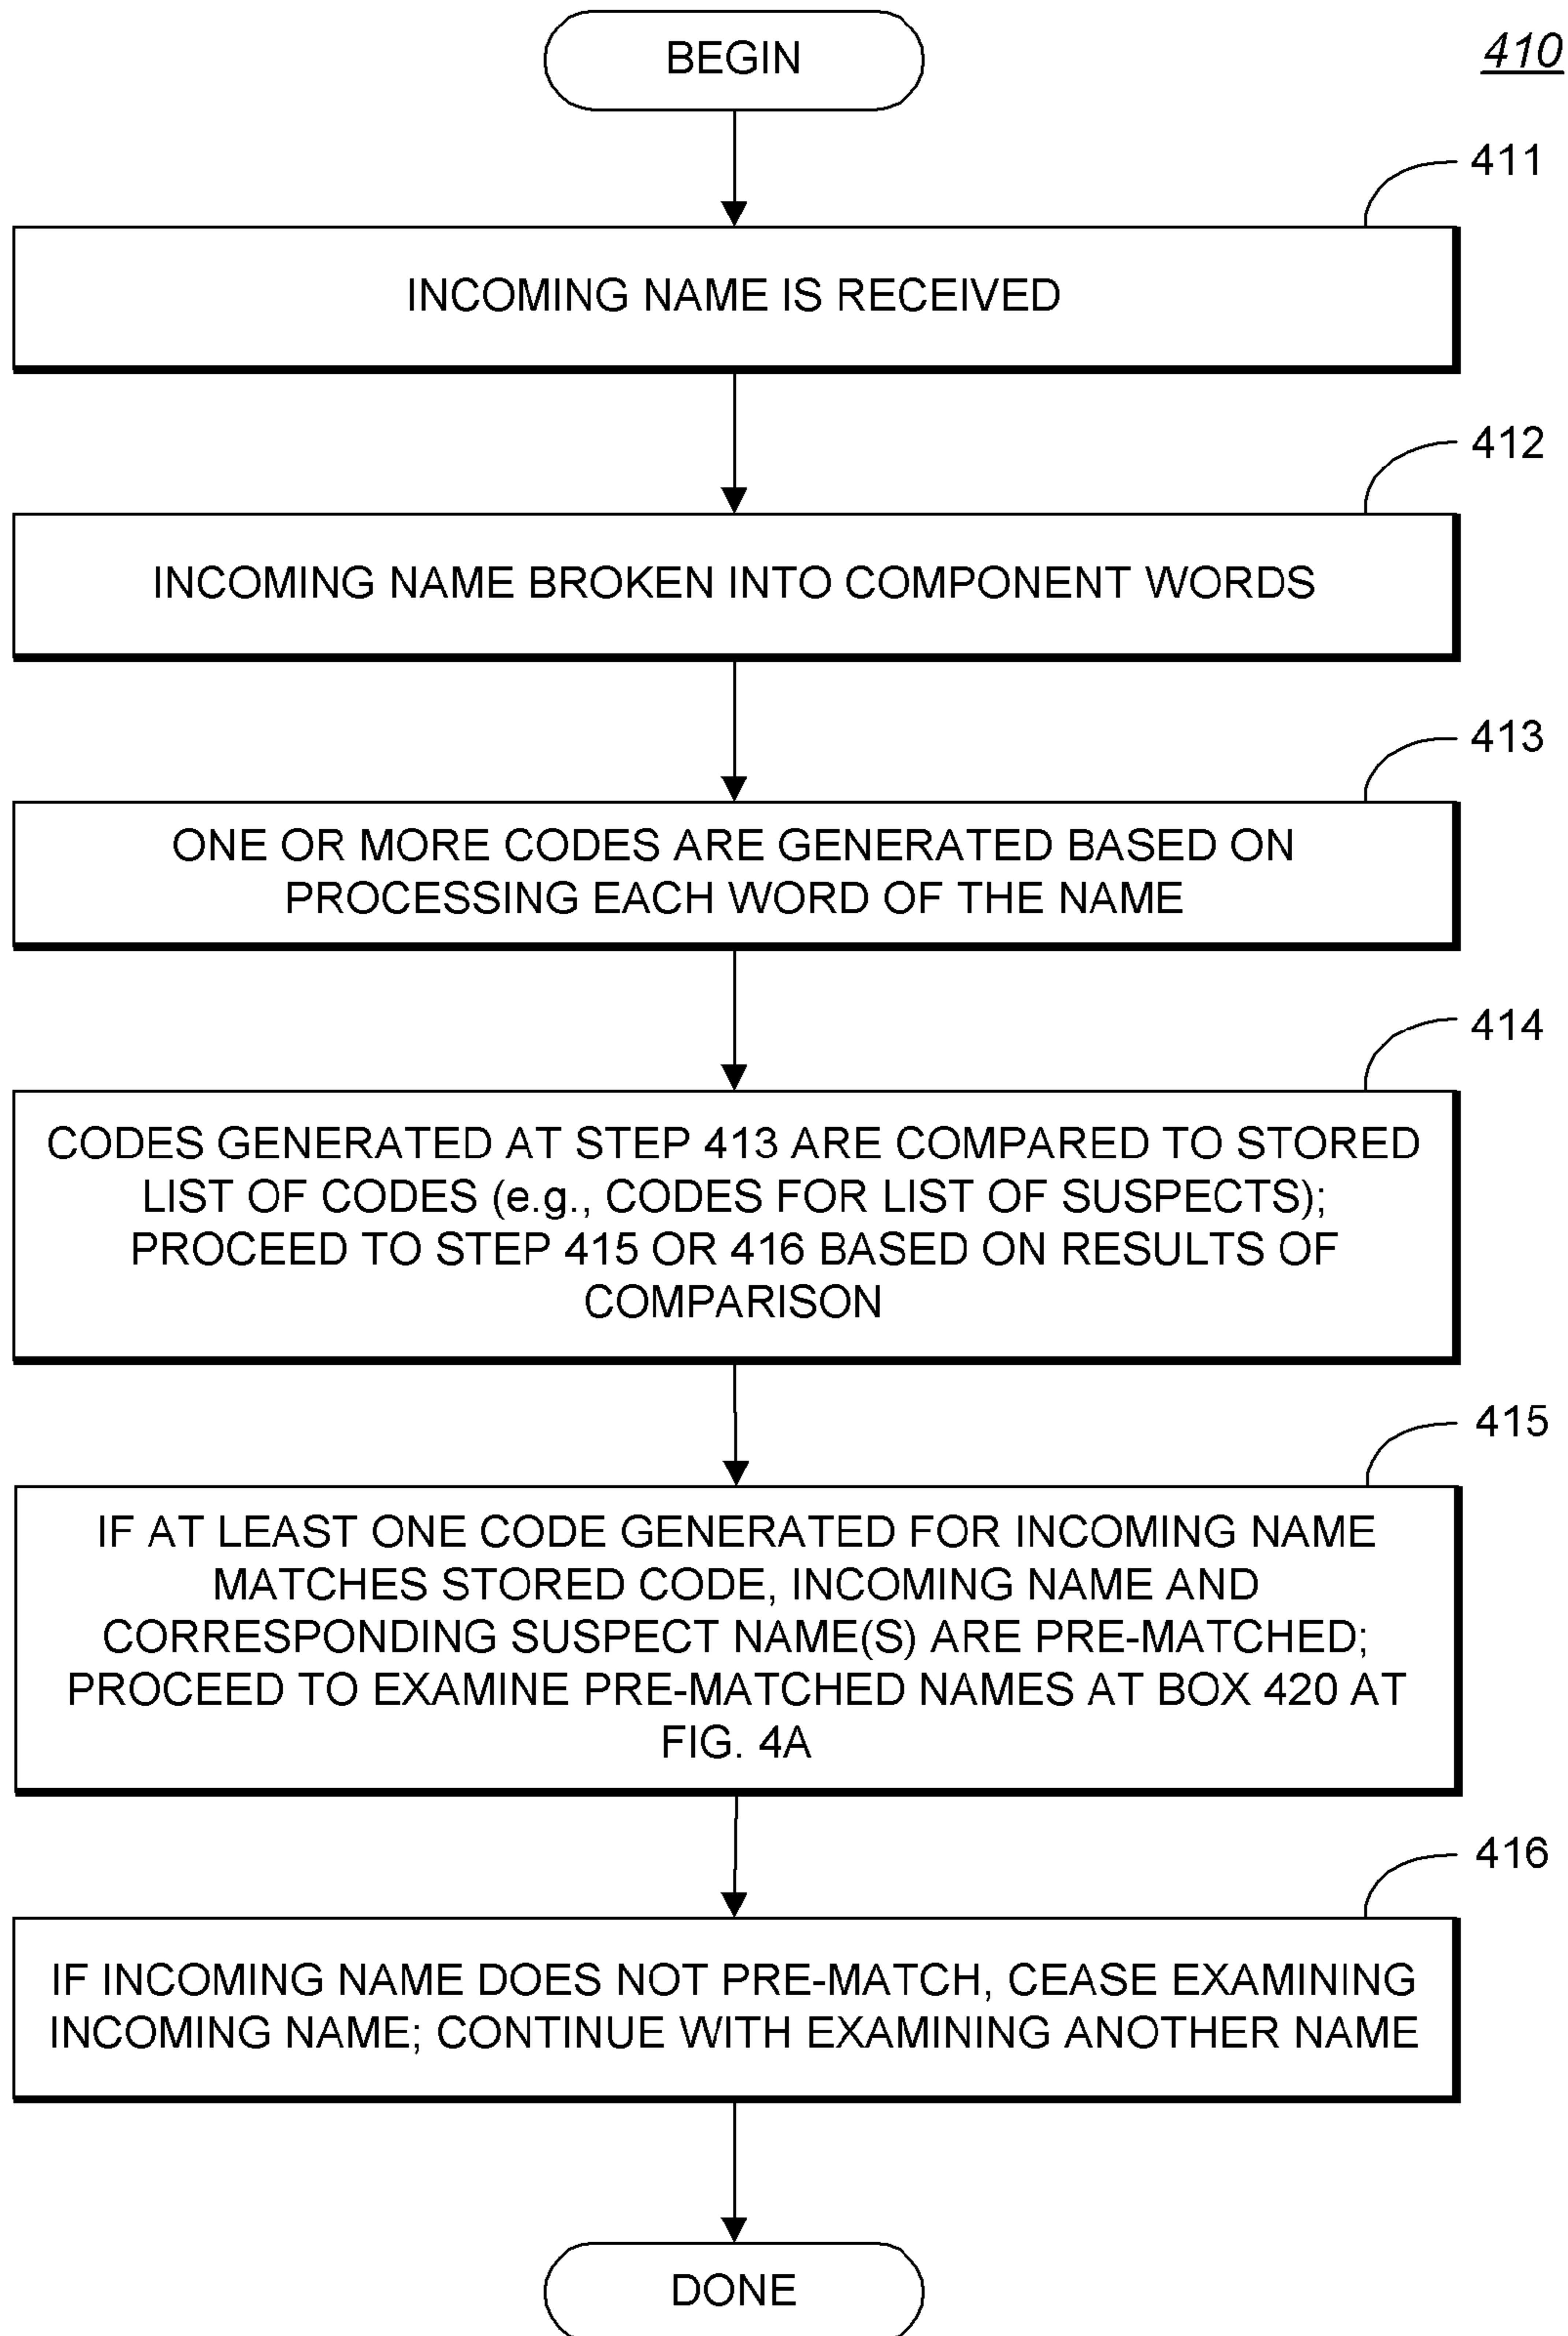 BEGIN
410
411
INCOMING NAME IS RECEIVED
412
INCOMING NAME BROKEN INTO COMPONENT WORDS
413
ONE OR MORE CODES ARE GENERATED BASED ON
PROCESSING EACH WORD OF THE NAME
414
CODES GENERATED AT STEP 413 ARE COMPARED TO STORED
LIST OF CODES (e.g., CODES FOR LIST OF SUSPECTS);
PROCEED TO STEP 415 OR 416 BASED ON RESULTS OF
COMPARISON
415
IF AT LEAST ONE CODE GENERATED FOR INCOMING NAME
MATCHES STORED CODE, INCOMING NAME AND
CORRESPONDING SUSPECT NAME(S) ARE PRE-MATCHED;
PROCEED TO EXAMINE PRE-MATCHED NAMES AT BOX 420 AT
FIG. 4A
416
IF INCOMING NAME DOES NOT PRE-MATCH, CEASE EXAMINING
INCOMING NAME; CONTINUE WITH EXAMINING ANOTHER NAME
DONE